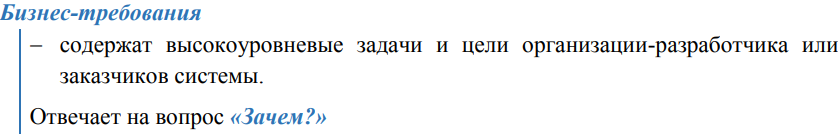 Бизнес-требования
– содержат высокоуровневые задачи и цели организации-разработчика или
заказчиков системы.
Отвечает на вопрос «Зачем?»